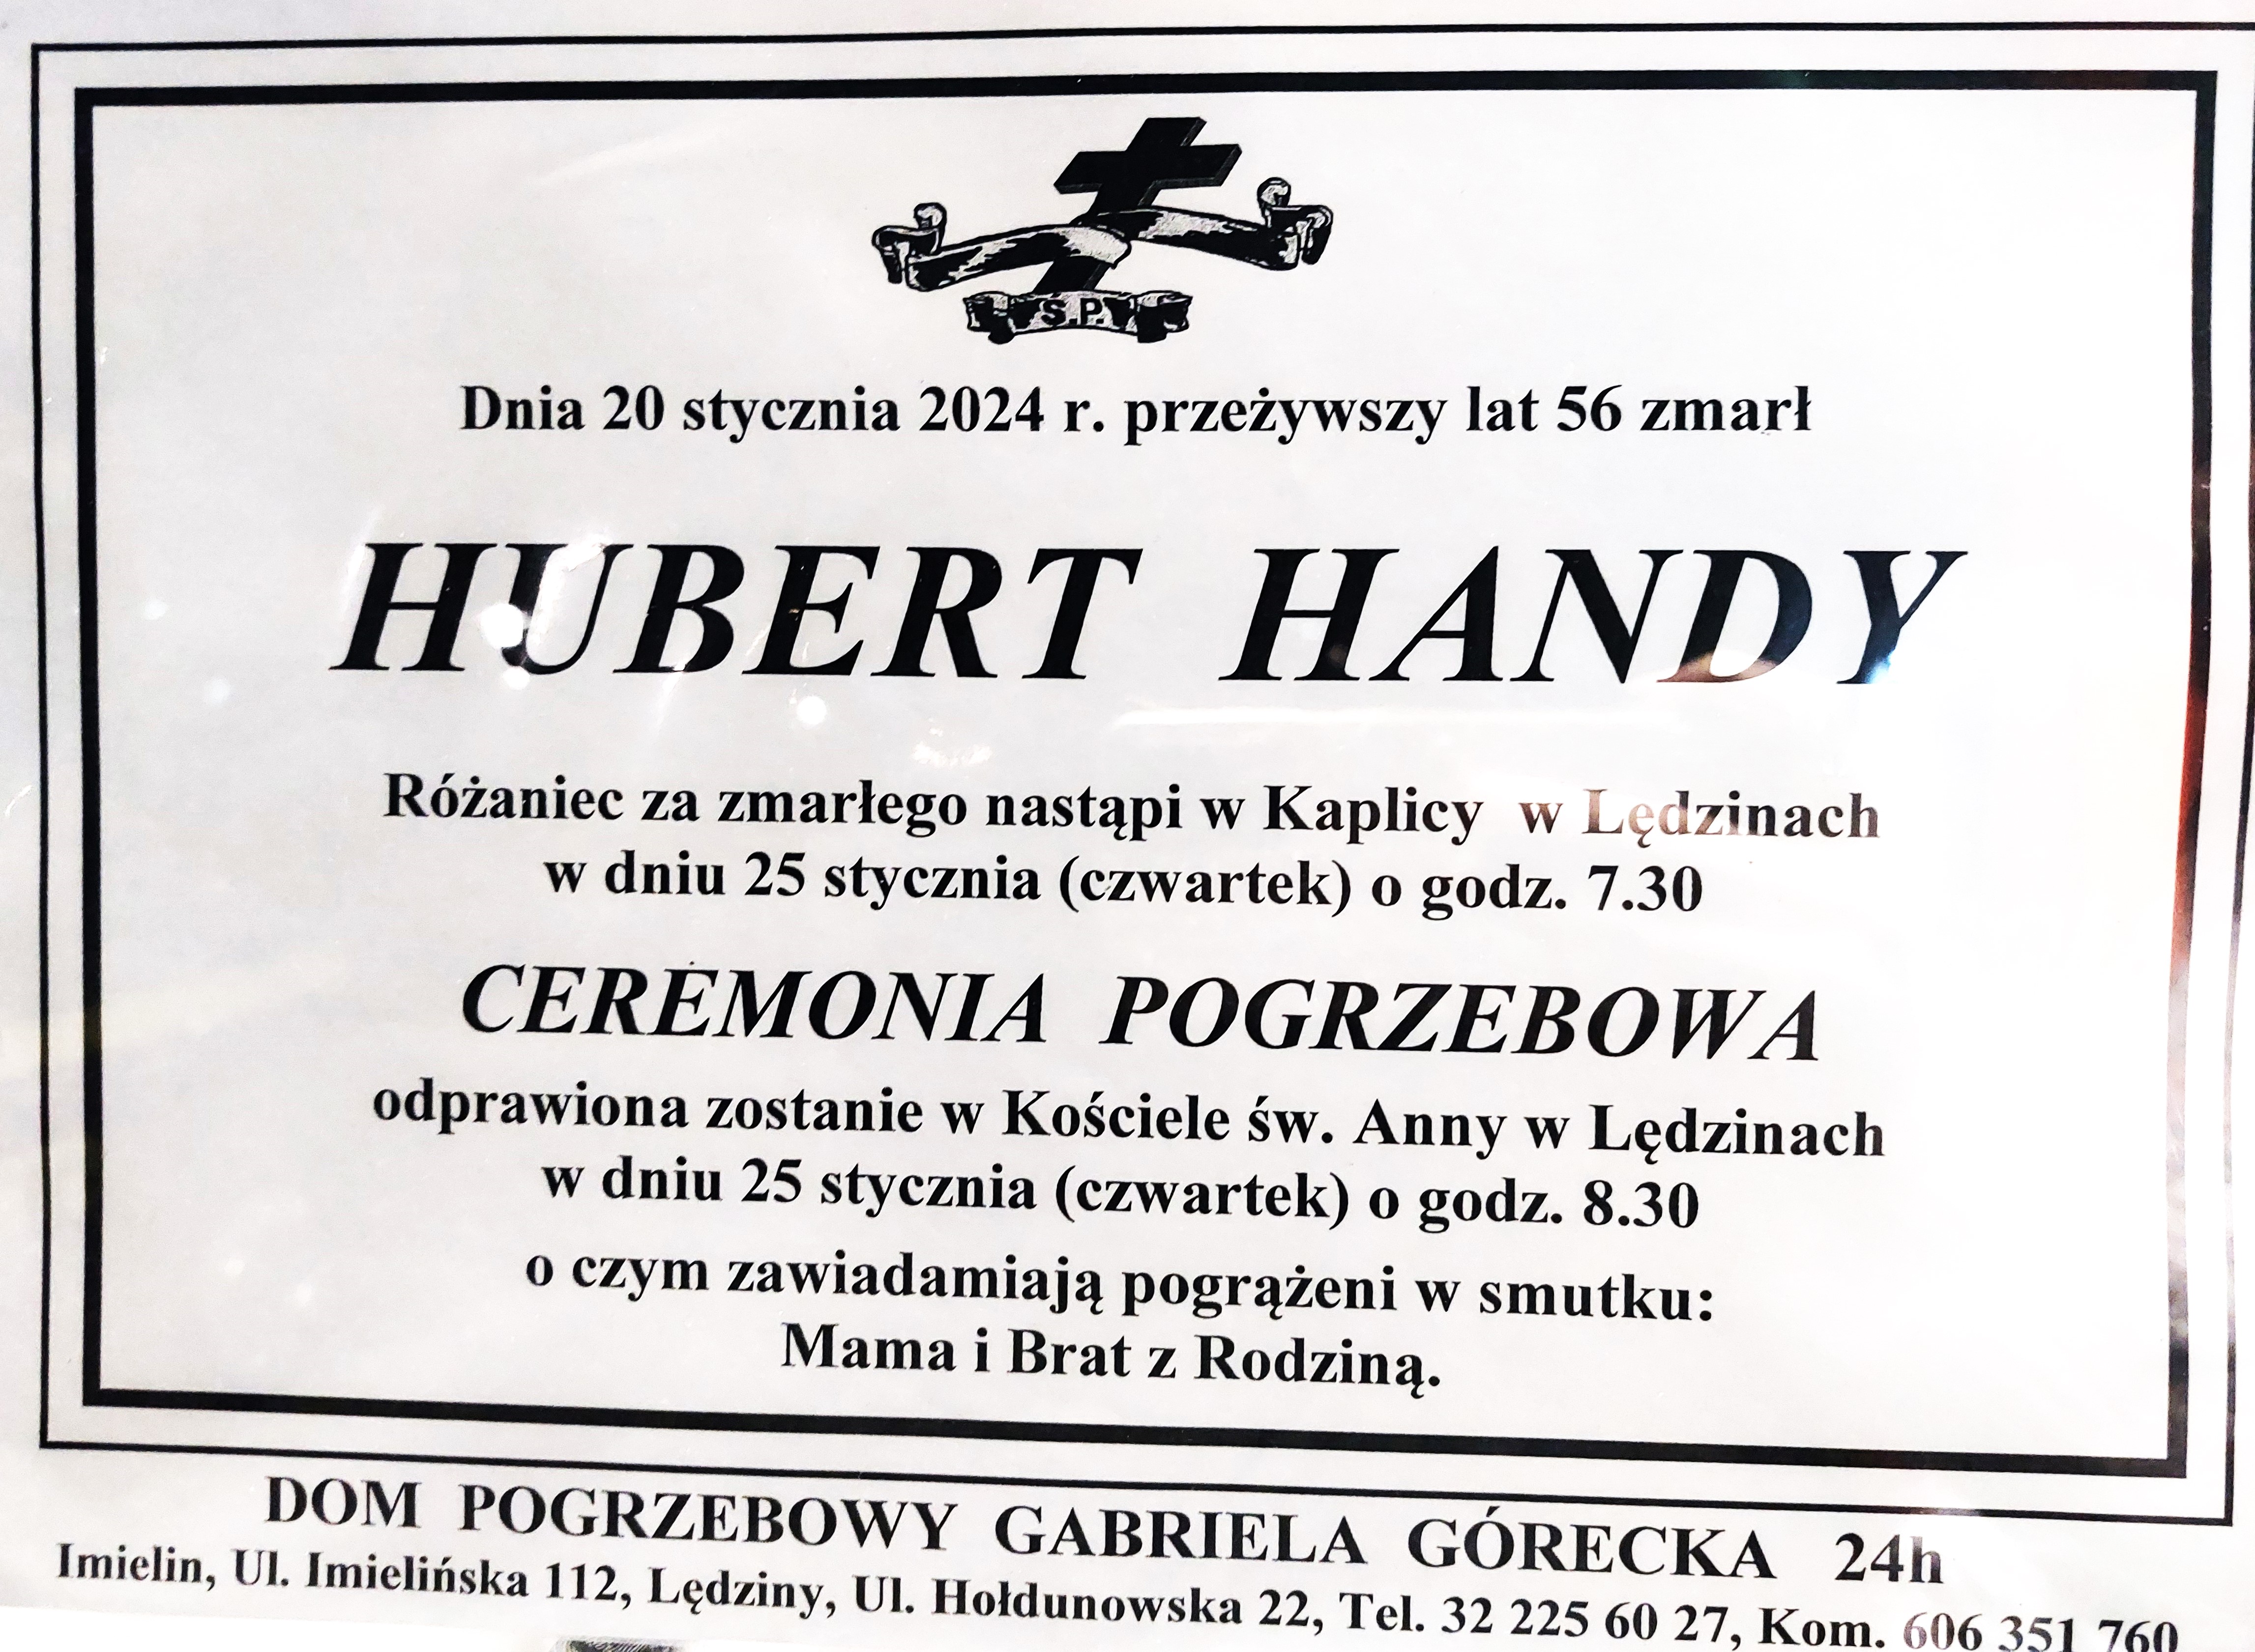 Ś.P.
Dnia 20 stycznia 2024 r. przeżywszy lat 56 zmarł
HUBERT HANDY
Różaniec za zmarłego nastąpi w Kaplicy w Lędzinach
w dniu 25 stycznia (czwartek) o godz. 7.30
CEREMONIA POGRZEBOWA
odprawiona zostanie w Kościele św. Anny w Lędzinach
w dniu 25 stycznia (czwartek) o godz. 8.30
o czym zawiadamiają pogrążeni w smutku:
Mama i Brat z Rodziną.
DOM POGRZEBOWY GABRIELA GÓRECKA 24h
Imielin, Ul. Imielińska 112, Lędziny, Ul. Hołdunowska 22, Tel. 32 225 60 27, Kom. 606 351 760